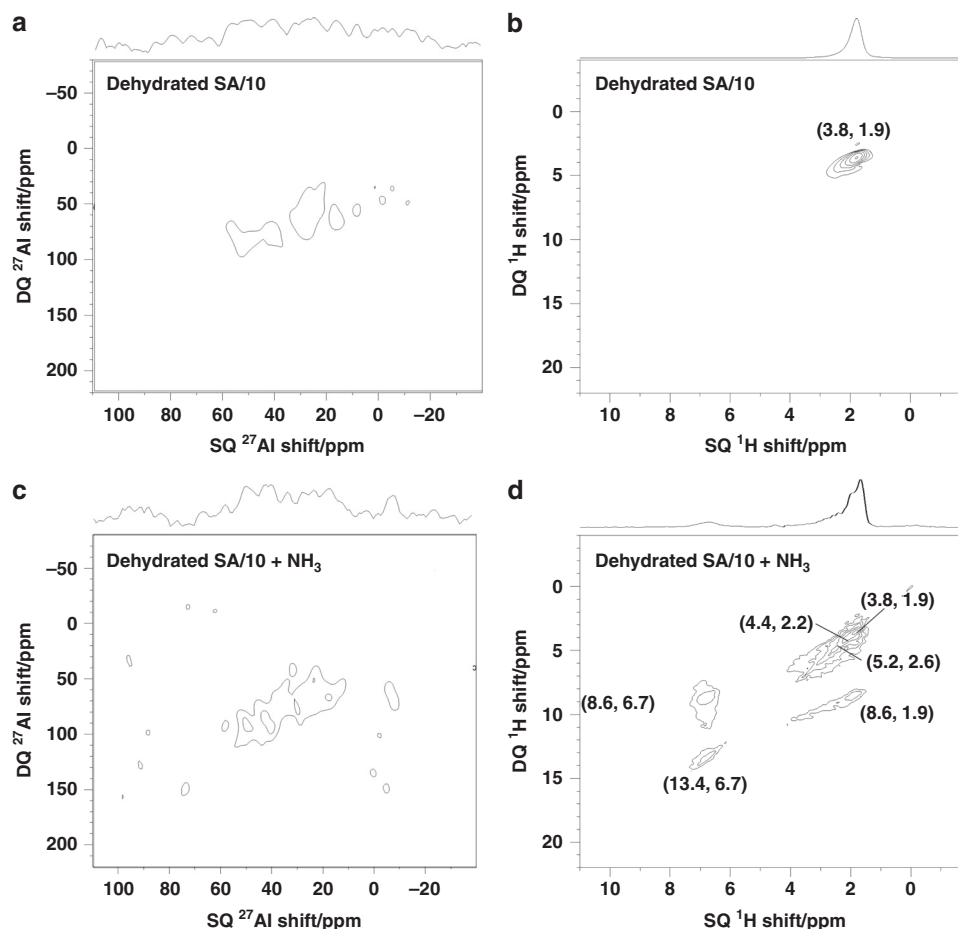 a
Dehydrated SA/10
−50
0
50
100
150
200
DQ ²⁷Al shift/ppm
100 80 60 40 20 0 −20
SQ ²⁷Al shift/ppm
b
Dehydrated SA/10
(3.8, 1.9)
0
5
10
15
20
DQ ¹H shift/ppm
10 8 6 4 2 0
SQ ¹H shift/ppm
c
Dehydrated SA/10 + NH₃
−50
0
50
100
150
200
DQ ²⁷Al shift/ppm
100 80 60 40 20 0 −20
SQ ²⁷Al shift/ppm
d
Dehydrated SA/10 + NH₃
(3.8, 1.9)
(4.4, 2.2)
(5.2, 2.6)
(8.6, 6.7)
(8.6, 1.9)
(13.4, 6.7)
0
5
10
15
20
DQ ¹H shift/ppm
10 8 6 4 2 0
SQ ¹H shift/ppm